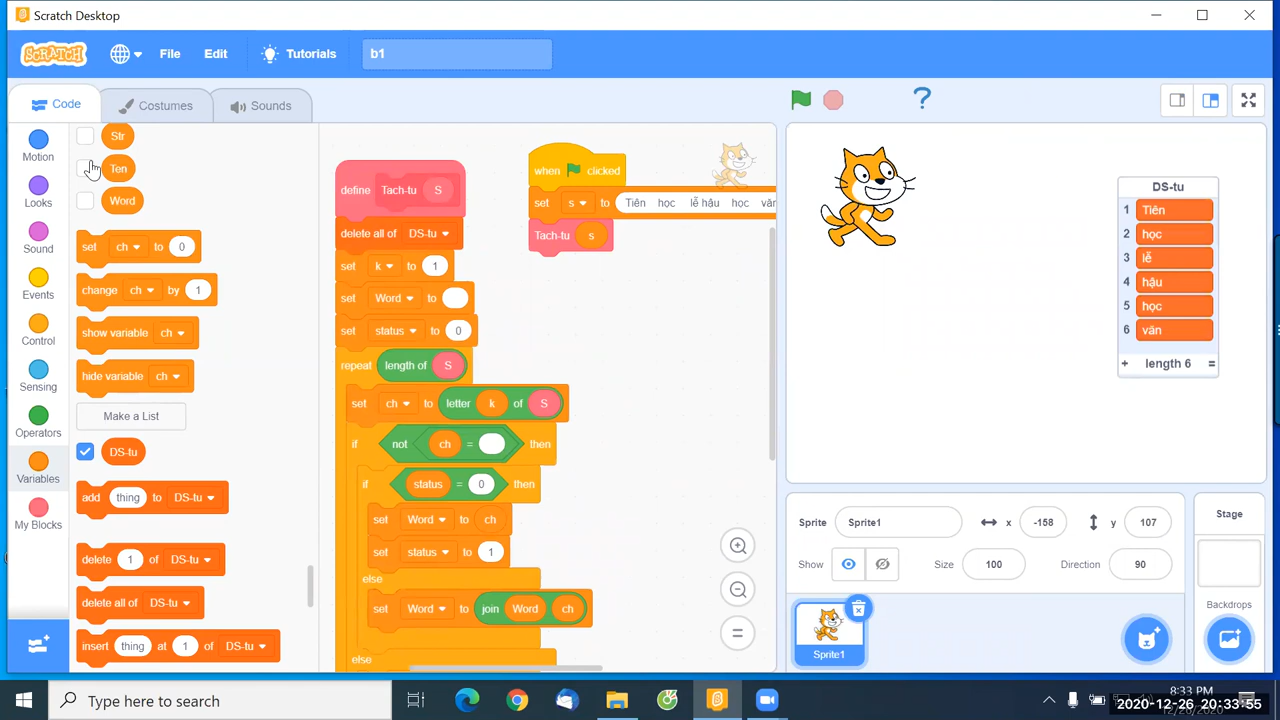 Scratch Desktop
SCRATCH
File
Edit
Tutorials
b1
Code
Costumes
Sounds
?
Motion
Looks
Sound
Events
Control
Sensing
Operators
Variables
My Blocks
Str
Ten
Word
set ch to 0
change ch by 1
show variable ch
hide variable ch
Make a List
DS-tu
add thing to DS-tu
delete 1 of DS-tu
delete all of DS-tu
insert thing at 1 of DS-tu
define Tach-tu S
delete all of DS-tu
set k to 1
set Word to
set status to 0
repeat length of S
set ch to letter k of S
if not ch = then
if status = 0 then
set Word to ch
set status to 1
else
set Word to join Word ch
else
when clicked
set s to Tiên học lễ hậu học văn
Tach-tu s
DS-tu
1 Tiên
2 học
3 lễ
4 hậu
5 học
6 văn
+ length 6 =
Sprite Sprite1 x -158 y 107
Show Size 100 Direction 90
Sprite1
Stage
Backdrops
Type here to search
8:33 PM
2020-12-26 20:33:55